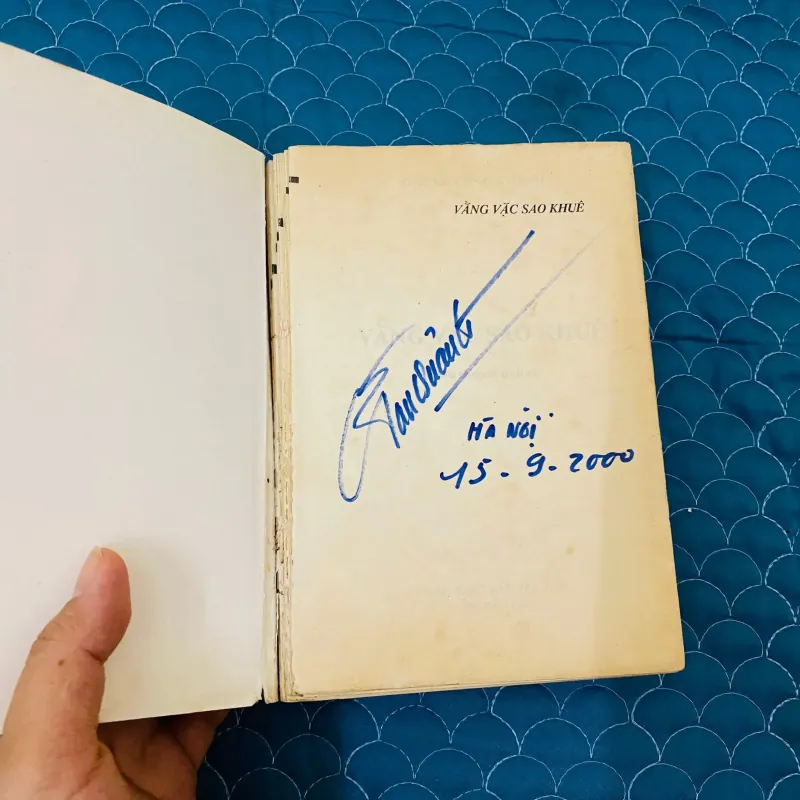 VẰNG VẶC SAO KHUÊ
HÀ NỘI
15 - 9 - 2000